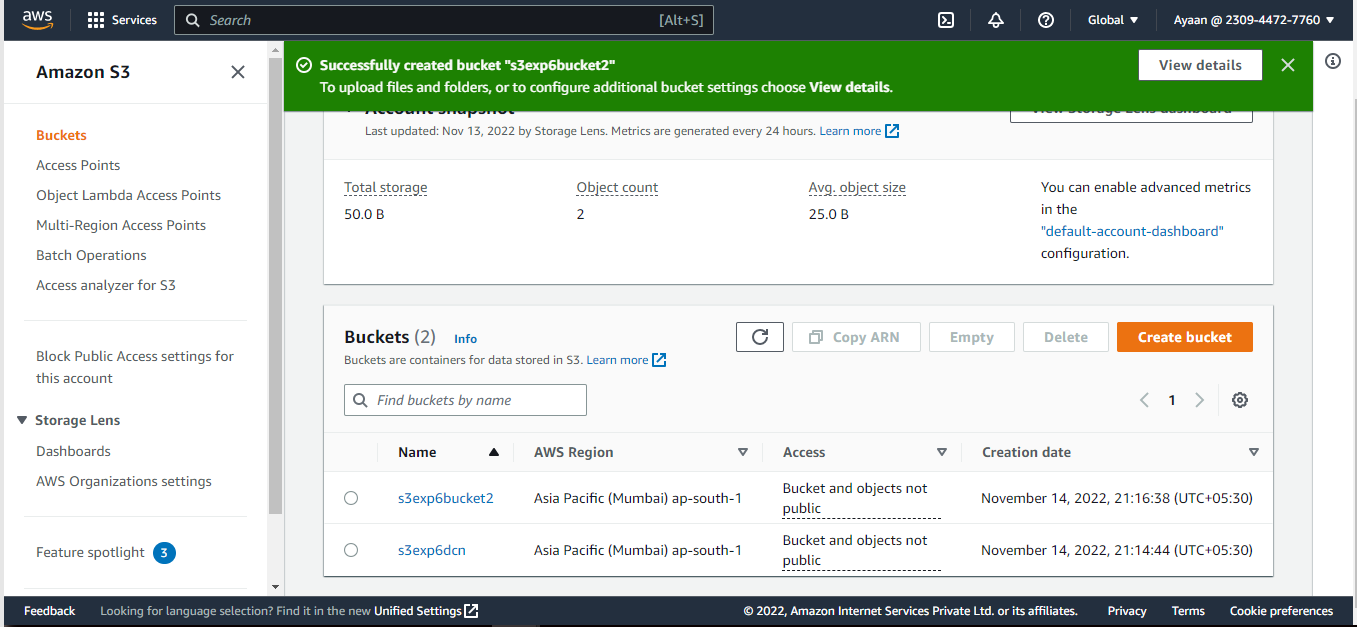 aws
Services
Search
[Alt+S]
Global
Ayaan @ 2309-4472-7760
Amazon S3
Buckets
Access Points
Object Lambda Access Points
Multi-Region Access Points
Batch Operations
Access analyzer for S3
Block Public Access settings for
this account
Storage Lens
Dashboards
AWS Organizations settings
Feature spotlight 3
Successfully created bucket "s3exp6bucket2"
To upload files and folders, or to configure additional bucket settings choose View details.
View details
Account snapshot
View Storage Lens dashboard
Last updated: Nov 13, 2022 by Storage Lens. Metrics are generated every 24 hours. Learn more
Total storage
50.0 B
Object count
2
Avg. object size
25.0 B
You can enable advanced metrics
in the
"default-account-dashboard"
configuration.
Buckets (2) Info
Buckets are containers for data stored in S3. Learn more
Copy ARN
Empty
Delete
Create bucket
Find buckets by name
1
Name AWS Region Access Creation date
s3exp6bucket2 Asia Pacific (Mumbai) ap-south-1 Bucket and objects not November 14, 2022, 21:16:38 (UTC+05:30)
public
s3exp6dcn Asia Pacific (Mumbai) ap-south-1 Bucket and objects not November 14, 2022, 21:14:44 (UTC+05:30)
public
Feedback Looking for language selection? Find it in the new Unified Settings © 2022, Amazon Internet Services Private Ltd. or its affiliates. Privacy Terms Cookie preferences